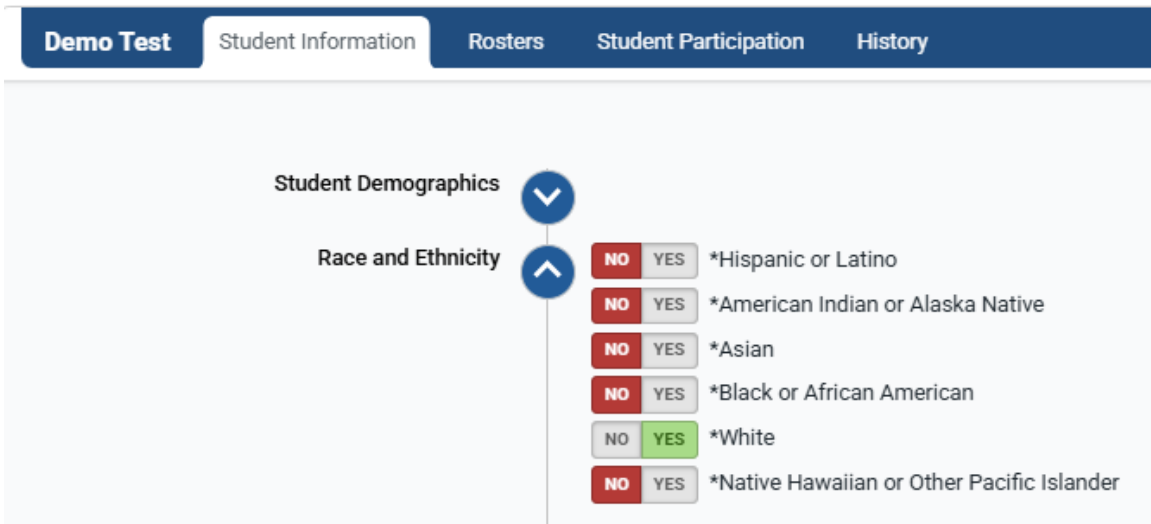 Demo Test Student Information Rosters Student Participation History
Student Demographics
Race and Ethnicity NO YES *Hispanic or Latino
NO YES *American Indian or Alaska Native
NO YES *Asian
NO YES *Black or African American
NO YES *White
NO YES *Native Hawaiian or Other Pacific Islander